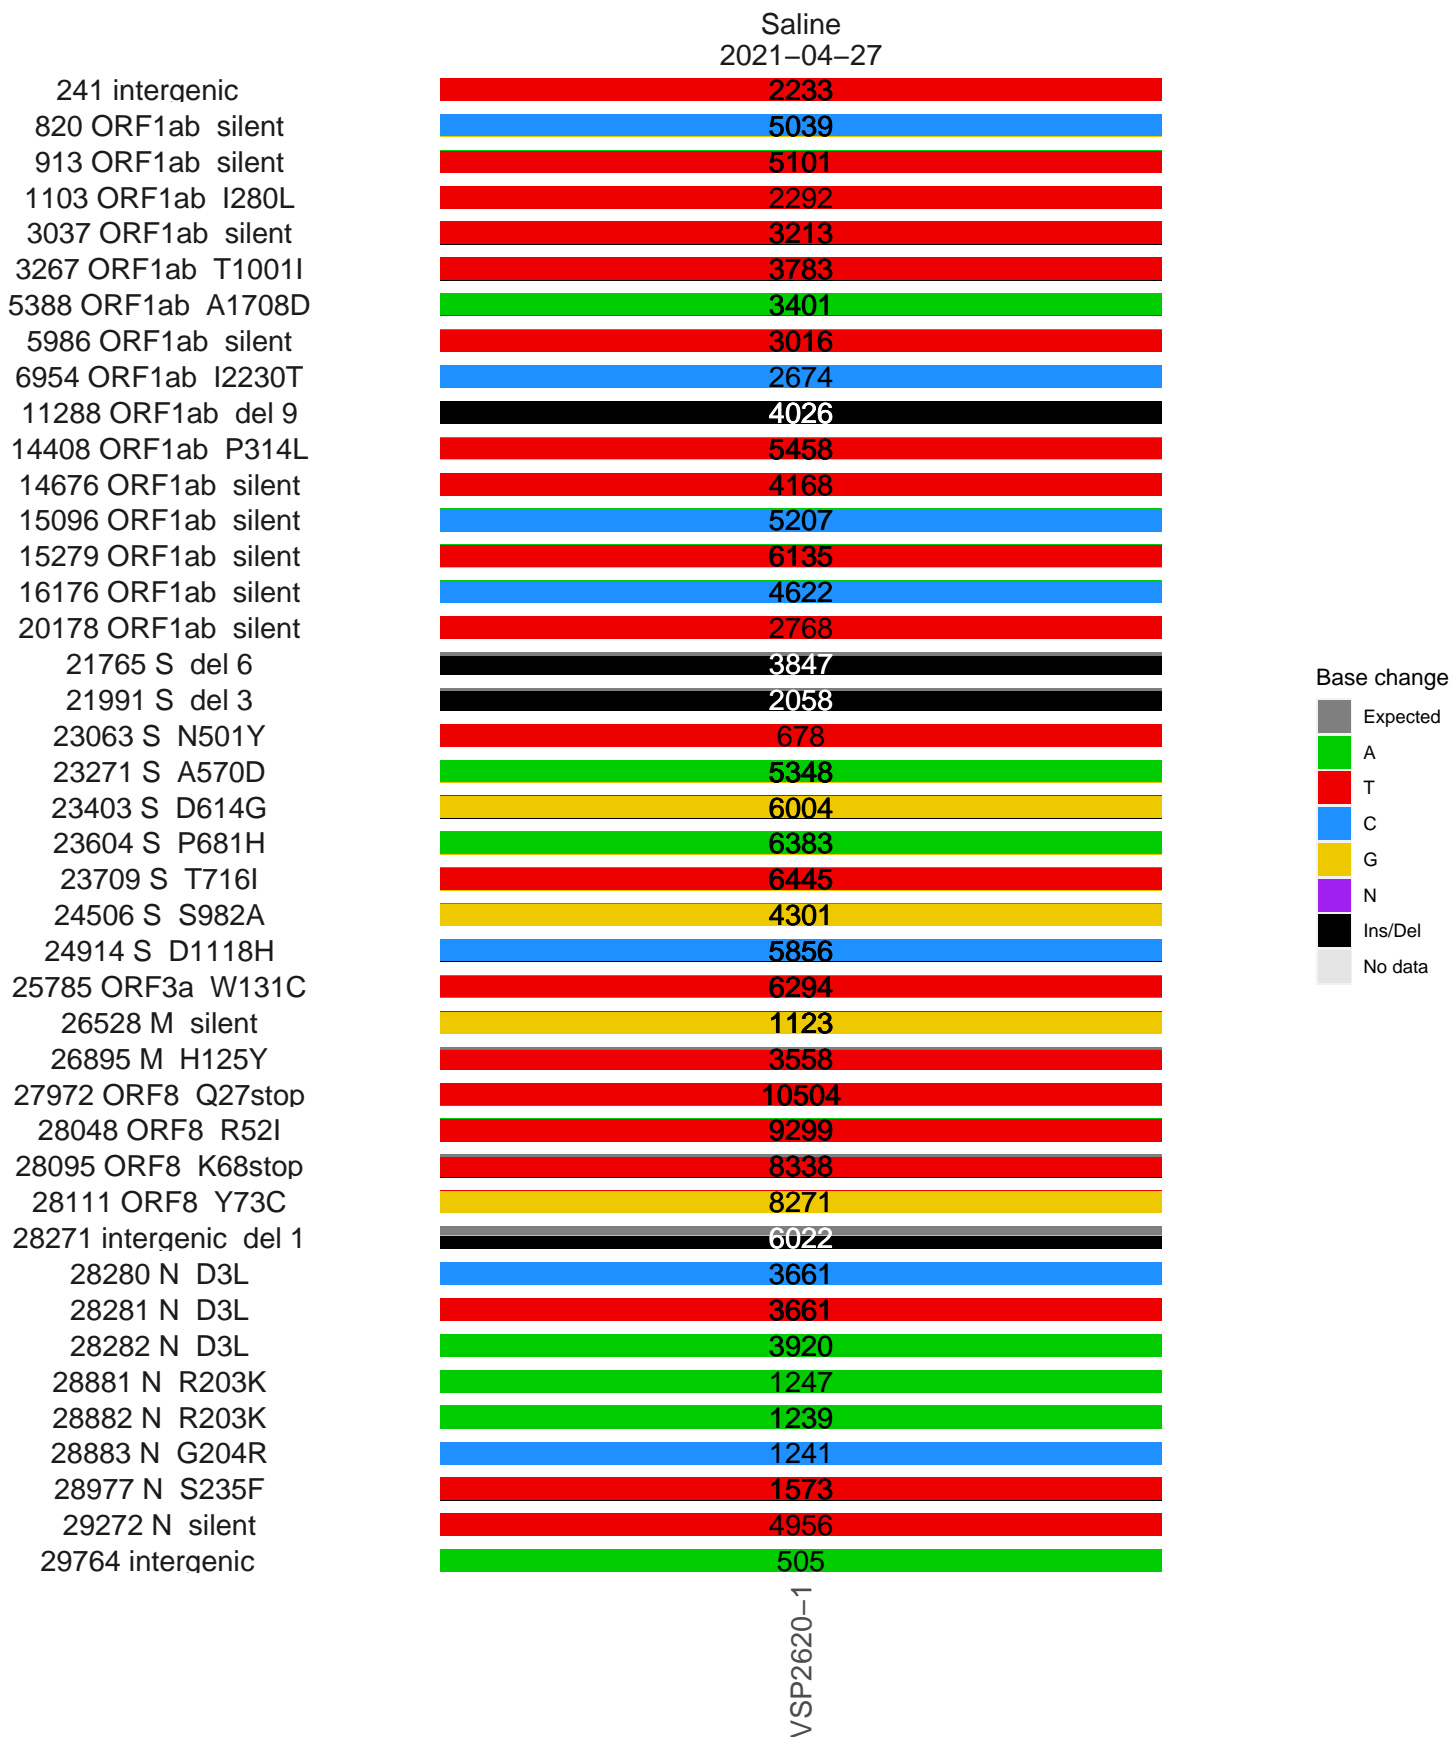 Saline
2021−04−27
241 intergenic 2233
820 ORF1ab silent 5039
913 ORF1ab silent 5101
1103 ORF1ab I280L 2292
3037 ORF1ab silent 3213
3267 ORF1ab T1001I 3783
5388 ORF1ab A1708D 3401
5986 ORF1ab silent 3016
6954 ORF1ab I2230T 2674
11288 ORF1ab del 9 4026
14408 ORF1ab P314L 5458
14676 ORF1ab silent 4168
15096 ORF1ab silent 5207
15279 ORF1ab silent 6135
16176 ORF1ab silent 4622
20178 ORF1ab silent 2768
21765 S del 6 3847
21991 S del 3 2058
23063 S N501Y 678
23271 S A570D 5348
23403 S D614G 6004
23604 S P681H 6383
23709 S T716I 6445
24506 S S982A 4301
24914 S D1118H 5856
25785 ORF3a W131C 6294
26528 M silent 1123
26895 M H125Y 3558
27972 ORF8 Q27stop 10504
28048 ORF8 R52I 9299
28095 ORF8 K68stop 8338
28111 ORF8 Y73C 8271
28271 intergenic del 1 6022
28280 N D3L 3661
28281 N D3L 3661
28282 N D3L 3920
28881 N R203K 1247
28882 N R203K 1239
28883 N G204R 1241
28977 N S235F 1573
29272 N silent 4956
29764 intergenic 505
VSP2620−1
Base change
Expected
A
T
C
G
N
Ins/Del
No data